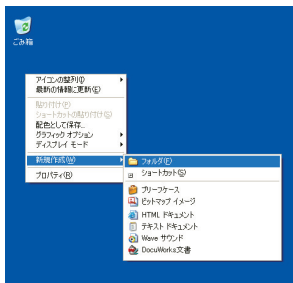 ごみ箱
アイコンの整列(I)
最新の情報に更新(E)
貼り付け(P)
ショートカットの貼り付け(S)
配色として保存...
グラフィック オプション
ディスプレイ モード
新規作成(W)
プロパティ(R)
フォルダ(F)
ショートカット(S)
ブリーフケース
ビットマップ イメージ
HTML ドキュメント
テキスト ドキュメント
Wave サウンド
DocuWorks文書